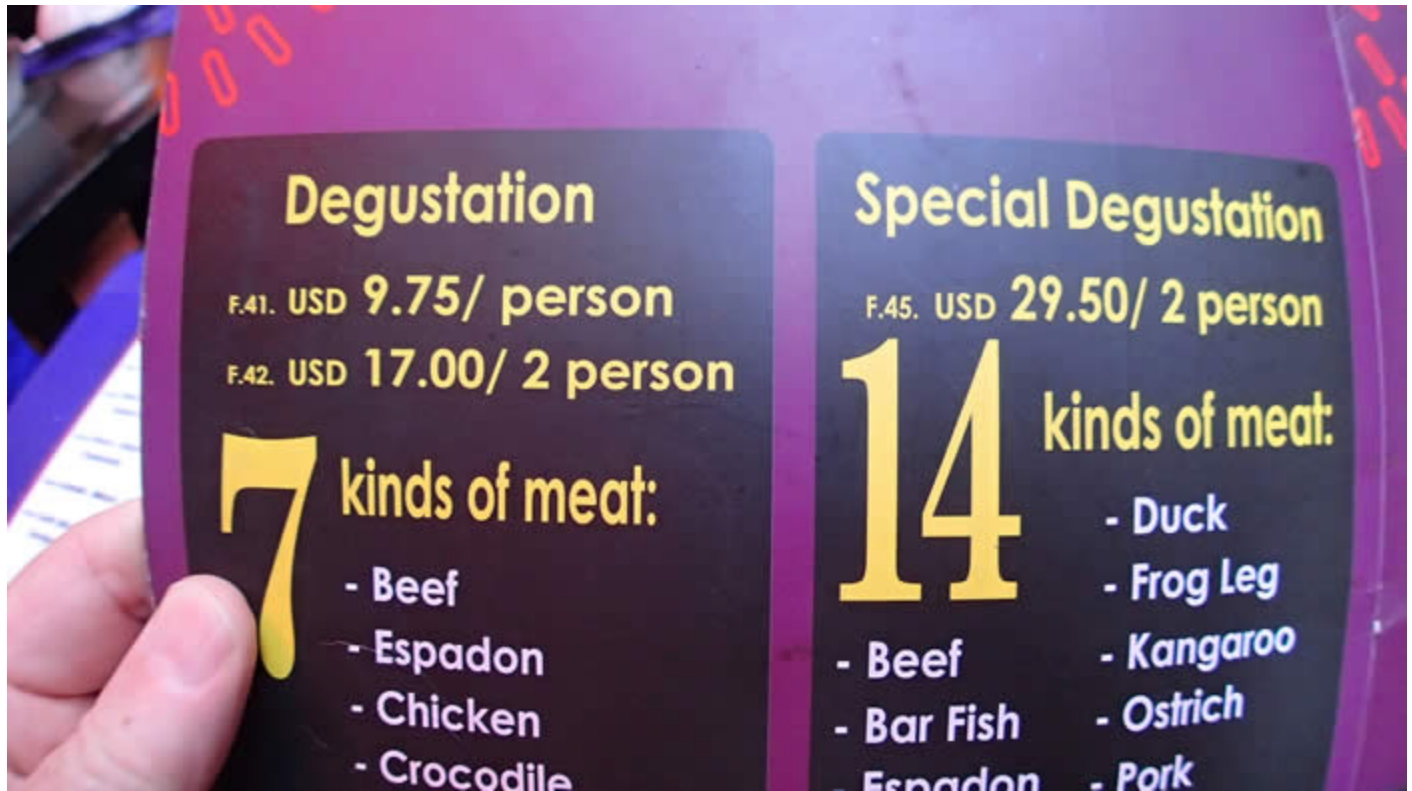 Degustation
F.41. USD 9.75/ person
F.42. USD 17.00/ 2 person
7 kinds of meat:
- Beef
- Espadon
- Chicken
- Crocodile
Special Degustation
F.45. USD 29.50/ 2 person
14 kinds of meat:
- Duck
- Frog Leg
- Kangaroo
- Ostrich
- Pork
- Beef
- Bar Fish
- Espadon